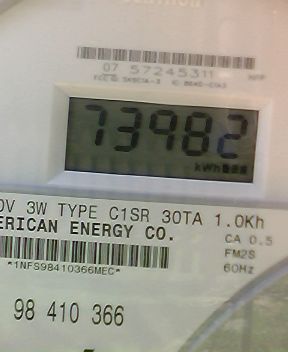 07 57245311
73982
kWh
0V 3W TYPE C1SR 30TA 1.0Kh
ERICAN ENERGY CO.
CA 0.5
FM2S
60Hz
*1NFS98410366MEC*
98 410 366